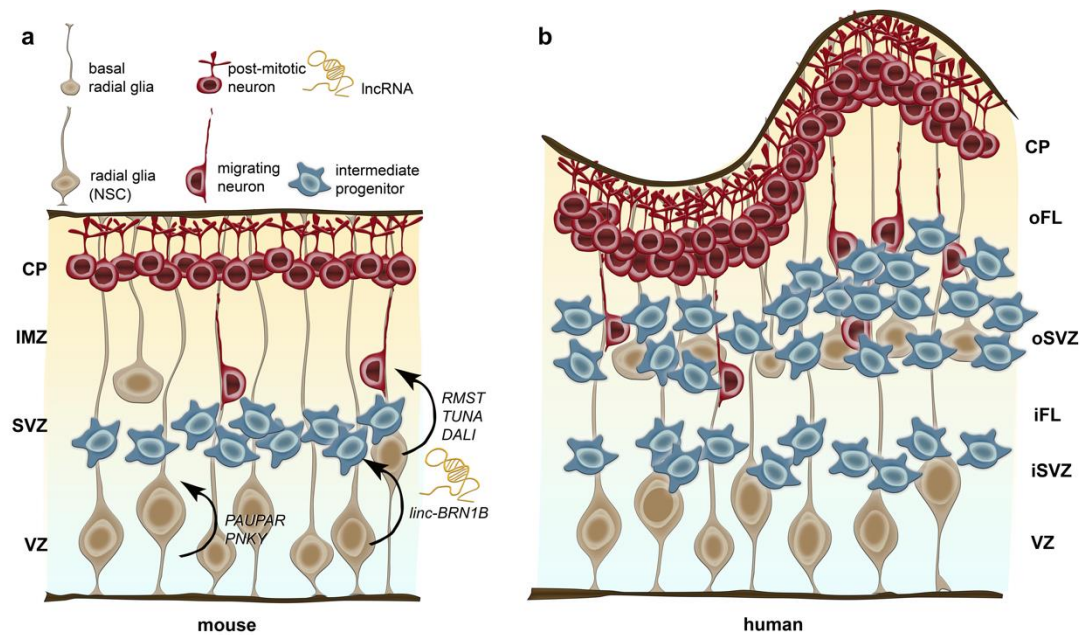 a
basal
radial glia
post-mitotic
neuron
lncRNA
radial glia
(NSC)
migrating
neuron
intermediate
progenitor
CP
IMZ
SVZ
VZ
RMST
TUNA
DALI
linc-BRN1B
PAUPAR
PNKY
mouse
b
CP
oFL
oSVZ
iFL
iSVZ
VZ
human